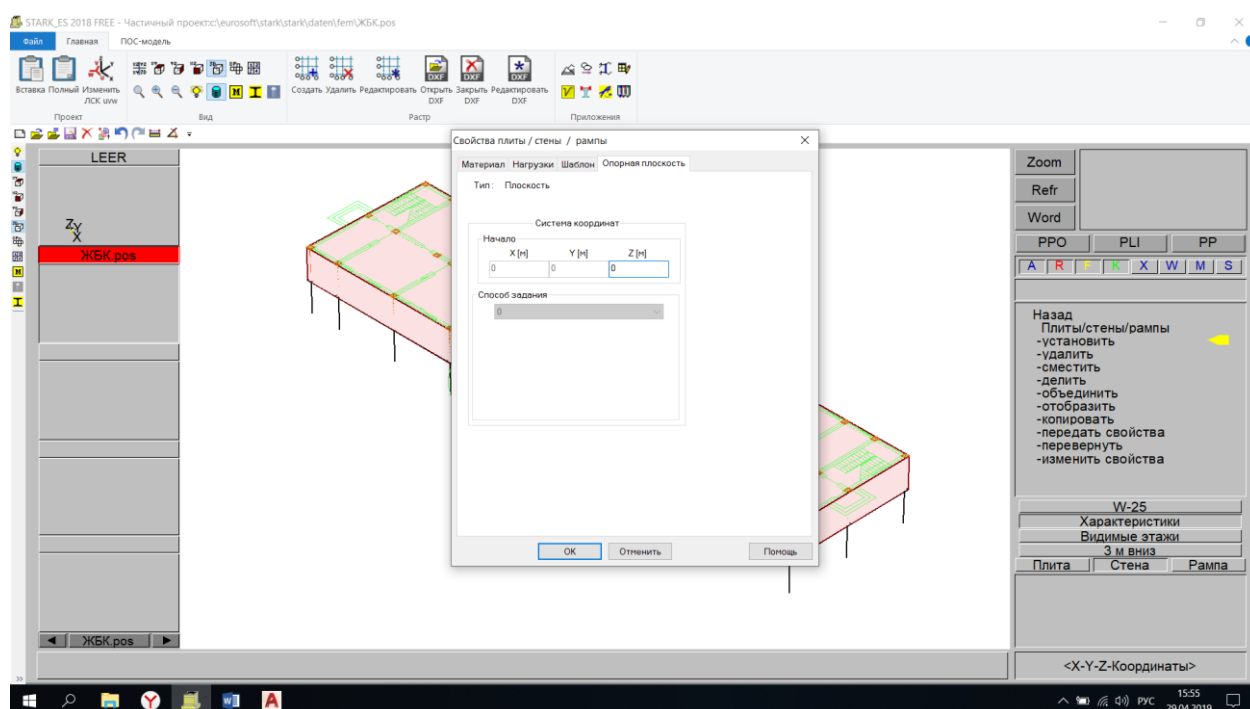 STARK_ES 2018 FREE - Частичный проект:c:\eurosoft\stark\stark\daten\fem\ЖБК.pos
Файл Главная ПОС-модель
Вставка Полный Изменить ЛСК uvw
Создать Удалить Редактировать Открыть DXF Закрыть DXF Редактировать DXF
Проект Вид Растр Приложения
LEER
Z Y
X
ЖБК.pos
ЖБК.pos
Свойства плиты / стены / рампы
Материал Нагрузки Шаблон Опорная плоскость
Тип: Плоскость
Система координат
Начало
X [м] Y [м] Z [м]
0 0 0
Способ задания
0
ОК Отменить Помощь
Zoom
Refr
Word
PPO PLI PP
A R F K X W M S
Назад
Плиты/стены/рампы
-установить
-удалить
-сместить
-делить
-объединить
-отобразить
-копировать
-передать свойства
-перевернуть
-изменить свойства
W-25
Характеристики
Видимые этажи
3 м вниз
Плита Стена Рампа
<X-Y-Z-Координаты>
РУС 15:55
29.04.2019